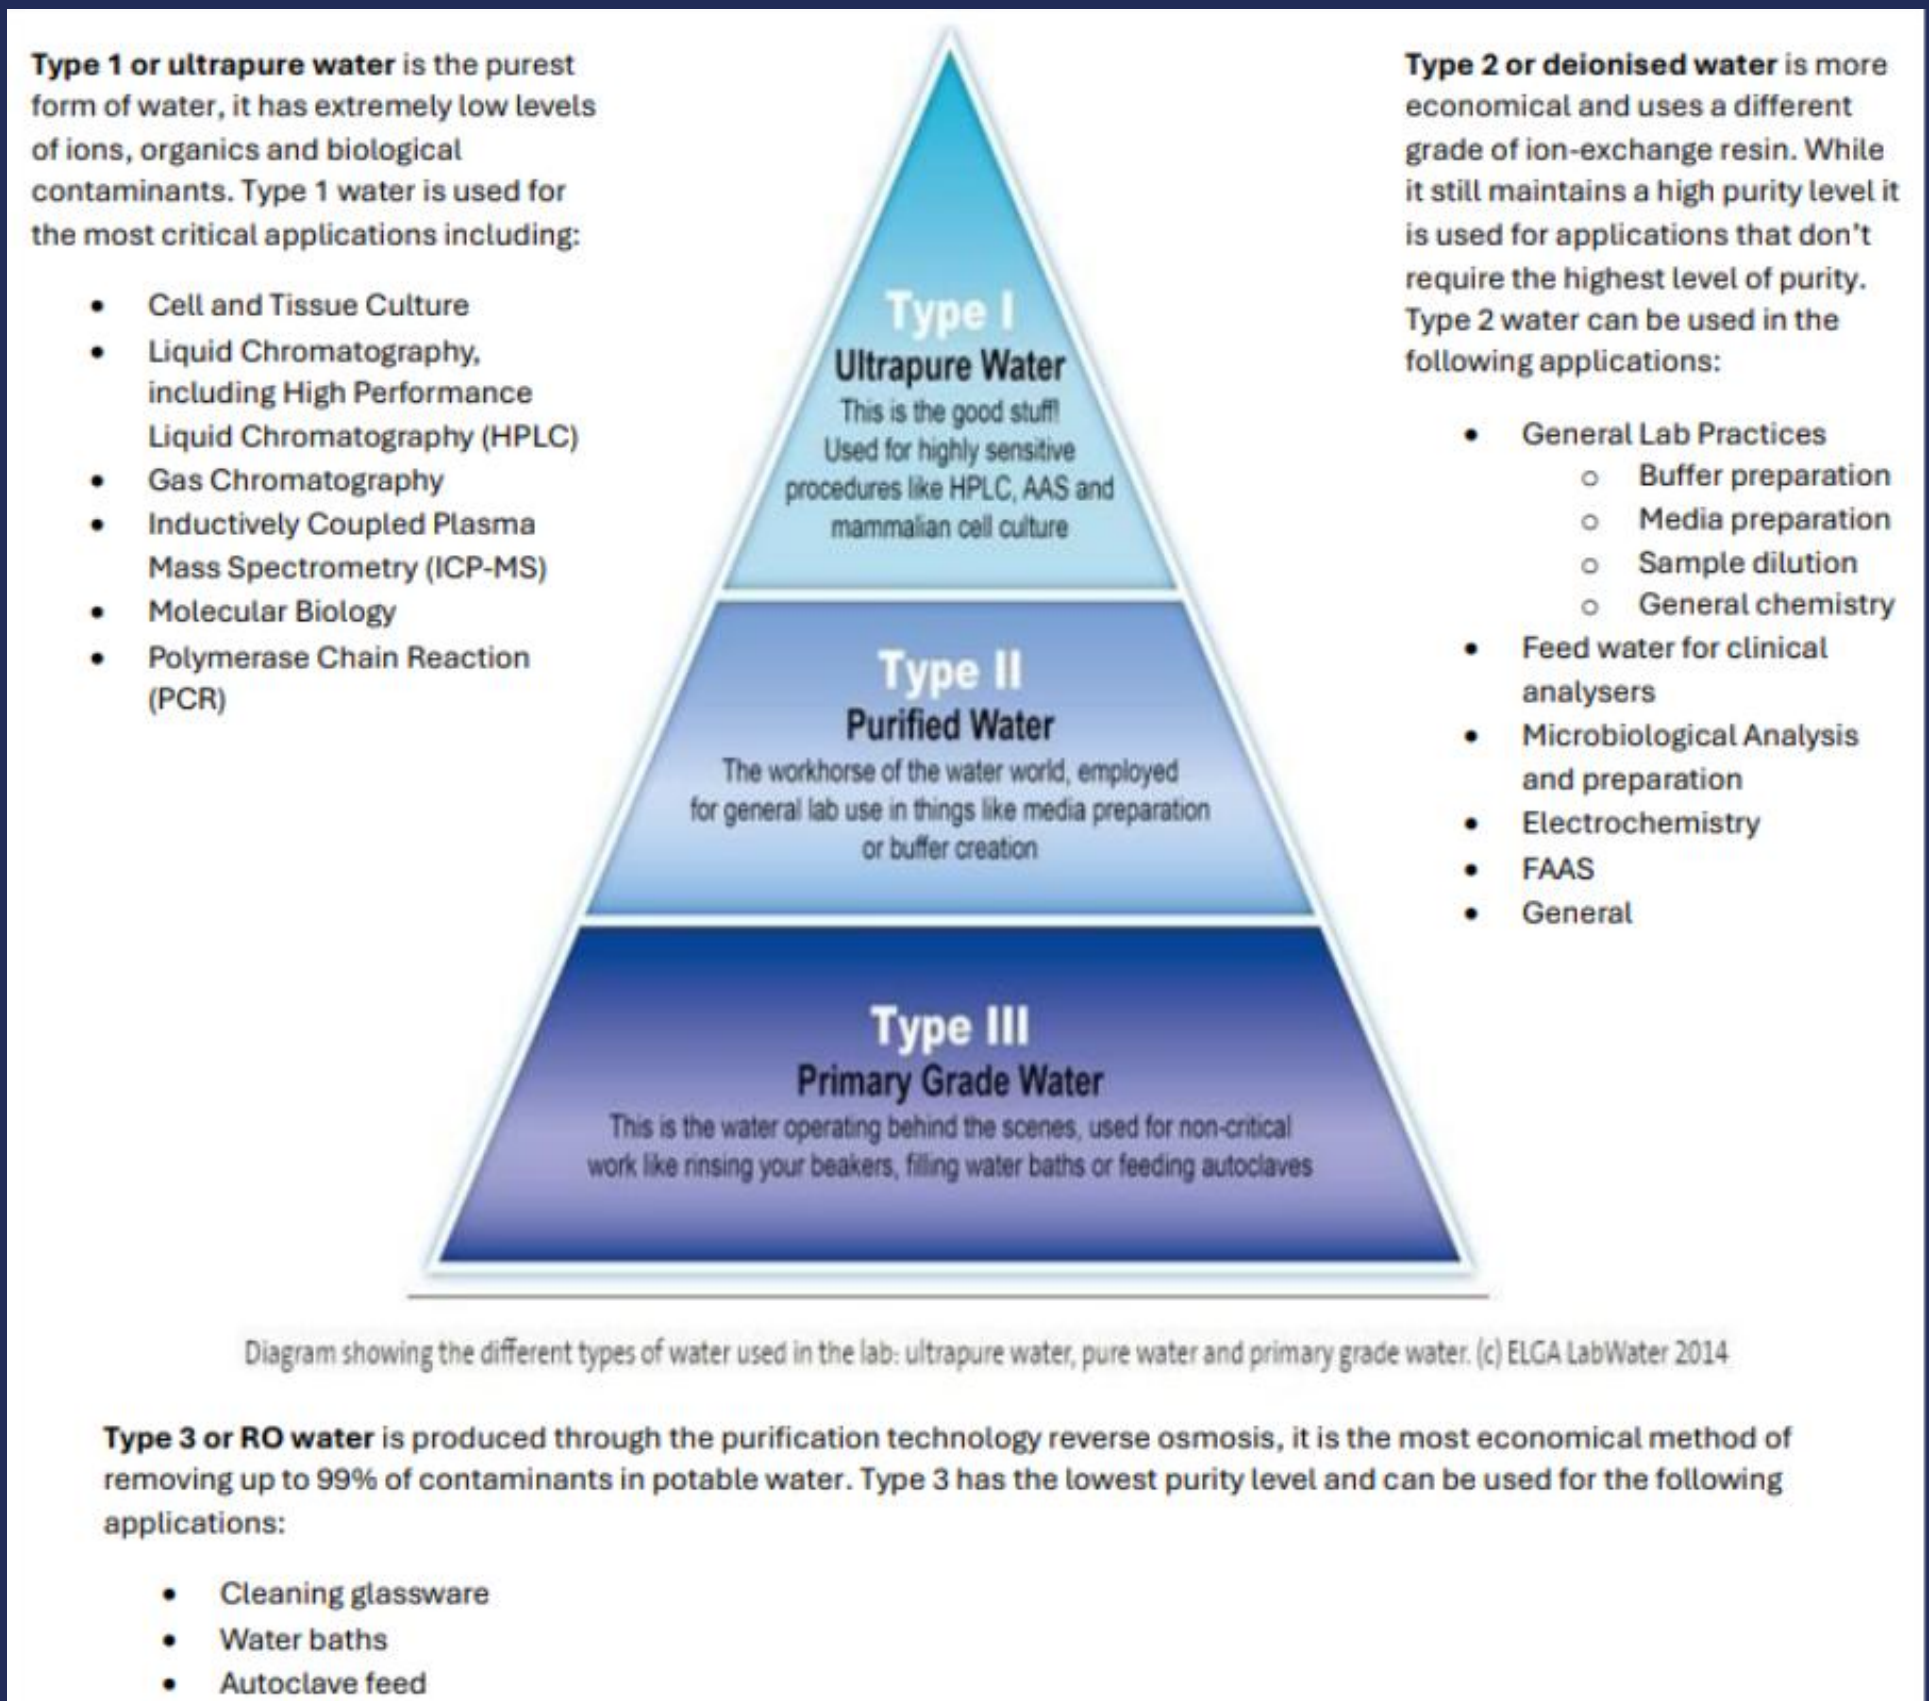 Type 1 or ultrapure water is the purest
form of water, it has extremely low levels
of ions, organics and biological
contaminants. Type 1 water is used for
the most critical applications including:
• Cell and Tissue Culture
• Liquid Chromatography,
including High Performance
Liquid Chromatography (HPLC)
• Gas Chromatography
• Inductively Coupled Plasma
Mass Spectrometry (ICP-MS)
• Molecular Biology
• Polymerase Chain Reaction
(PCR)
Type I
Ultrapure Water
This is the good stuff!
Used for highly sensitive
procedures like HPLC, AAS and
mammalian cell culture
Type II
Purified Water
The workhorse of the water world, employed
for general lab use in things like media preparation
or buffer creation
Type III
Primary Grade Water
This is the water operating behind the scenes, used for non-critical
work like rinsing your beakers, filling water baths or feeding autoclaves
Type 2 or deionised water is more
economical and uses a different
grade of ion-exchange resin. While
it still maintains a high purity level it
is used for applications that don't
require the highest level of purity.
Type 2 water can be used in the
following applications:
• General Lab Practices
o Buffer preparation
o Media preparation
o Sample dilution
o General chemistry
• Feed water for clinical
analysers
• Microbiological Analysis
and preparation
• Electrochemistry
• FAAS
• General
Diagram showing the different types of water used in the lab: ultrapure water, pure water and primary grade water. (c) ELGA LabWater 2014
Type 3 or RO water is produced through the purification technology reverse osmosis, it is the most economical method of
removing up to 99% of contaminants in potable water. Type 3 has the lowest purity level and can be used for the following
applications:
• Cleaning glassware
• Water baths
• Autoclave feed